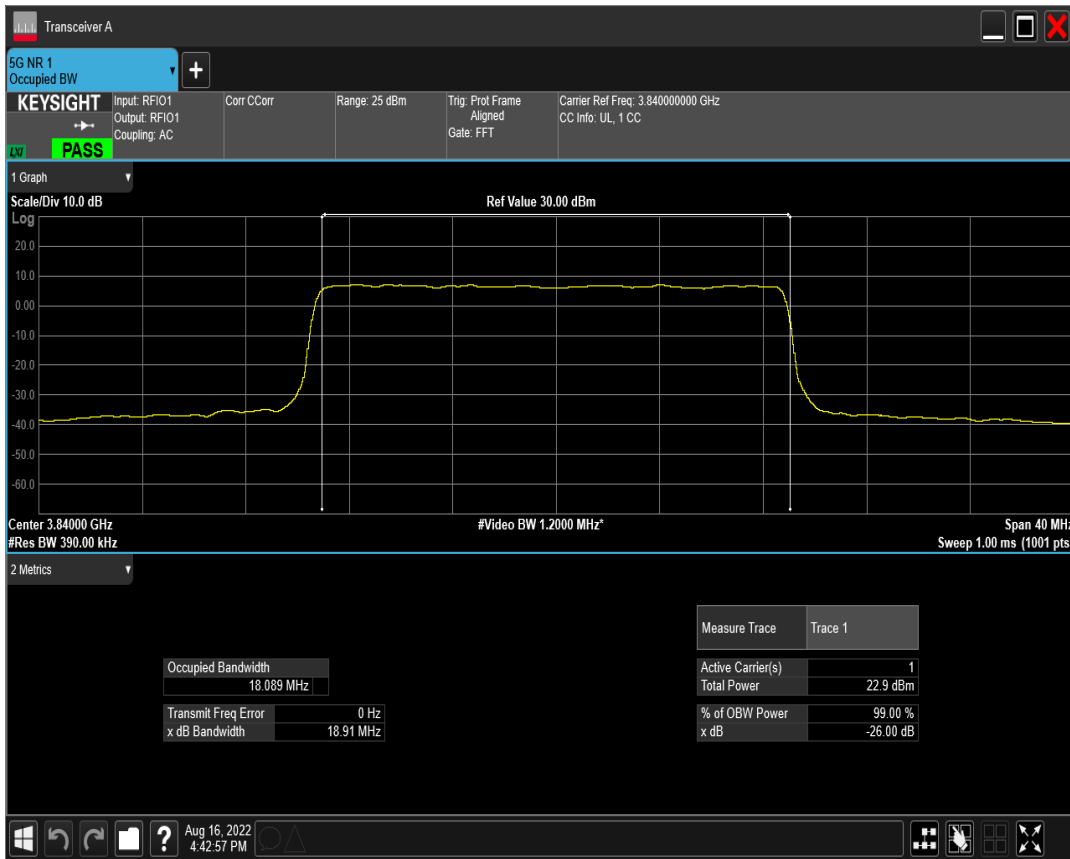 Transceiver A
5G NR 1
Occupied BW
+
KEYSIGHT
LXI
PASS
Input: RFIO1
Output: RFIO1
Coupling: AC
Corr CCorr
Range: 25 dBm
Trig: Prot Frame
Aligned
Gate: FFT
Carrier Ref Freq: 3.840000000 GHz
CC Info: UL, 1 CC
1 Graph
Scale/Div 10.0 dB
Ref Value 30.00 dBm
Log
20.0
10.0
0.00
-10.0
-20.0
-30.0
-40.0
-50.0
-60.0
Center 3.84000 GHz
#Video BW 1.2000 MHz*
Span 40 MHz
#Res BW 390.00 kHz
Sweep 1.00 ms (1001 pts
2 Metrics
Measure Trace Trace 1
Occupied Bandwidth
18.089 MHz
Active Carrier(s) 1
Total Power 22.9 dBm
Transmit Freq Error 0 Hz
x dB Bandwidth 18.91 MHz
% of OBW Power 99.00 %
x dB -26.00 dB
?
Aug 16, 2022
4:42:57 PM